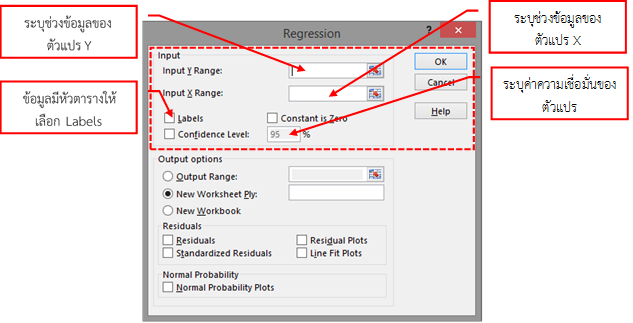 ระบุช่วงข้อมูลของ
ตัวแปร Y
ระบุช่วงข้อมูลของ
ตัวแปร X
ข้อมูลมีหัวตารางให้
เลือก Labels
ระบุค่าความเชื่อมั่นของ
ตัวแปร
Regression
? ×
Input
Input Y Range:
Input X Range:
Labels
Constant is Zero
Confidence Level:
95 %
OK
Cancel
Help
Output options
Output Range:
New Worksheet Ply:
New Workbook
Residuals
Residuals
Residual Plots
Standardized Residuals
Line Fit Plots
Normal Probability
Normal Probability Plots